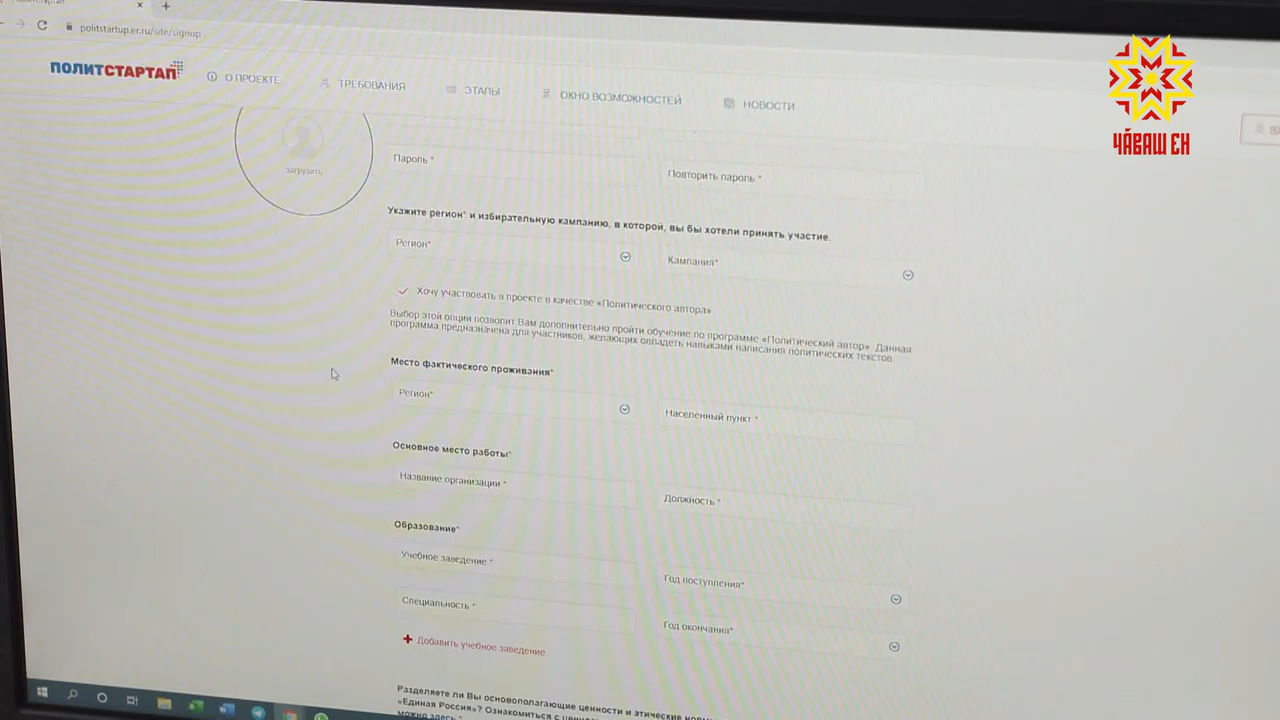 politstartup.er.ru/site/signup
ПОЛИТСТАРТАП
О ПРОЕКТЕ
ТРЕБОВАНИЯ
ЭТАПЫ
ОКНО ВОЗМОЖНОСТЕЙ
НОВОСТИ
ЧӐВАШ ЕН
загрузить
Пароль *
Повторить пароль *
Укажите регион* и избирательную кампанию, в которой, вы бы хотели принять участие.
Регион*
Кампания*
Хочу участвовать в проекте в качестве «Политического автора»
Выбор этой опции позволит Вам дополнительно пройти обучение по программе «Политический автор». Данная
программа предназначена для участников, желающих овладеть навыками написания политических текстов.
Место фактического проживания*
Регион*
Населенный пункт *
Основное место работы*
Название организации *
Должность *
Образование*
Учебное заведение *
Год поступления*
Специальность *
Год окончания*
Добавить учебное заведение
Разделяете ли Вы основополагающие ценности и этические
«Единая Россия»? Ознакомиться с
можно здесь *